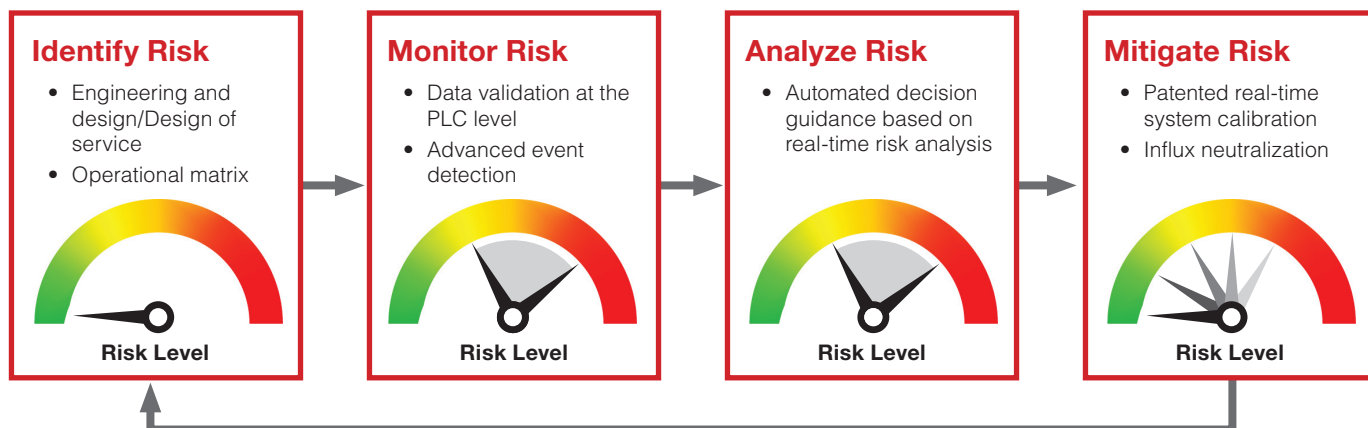 Identify Risk
• Engineering and
design/Design of
service
• Operational matrix
Risk Level
Monitor Risk
• Data validation at the
PLC level
• Advanced event
detection
Risk Level
Analyze Risk
• Automated decision
guidance based on
real-time risk analysis
Risk Level
Mitigate Risk
• Patented real-time
system calibration
• Influx neutralization
Risk Level